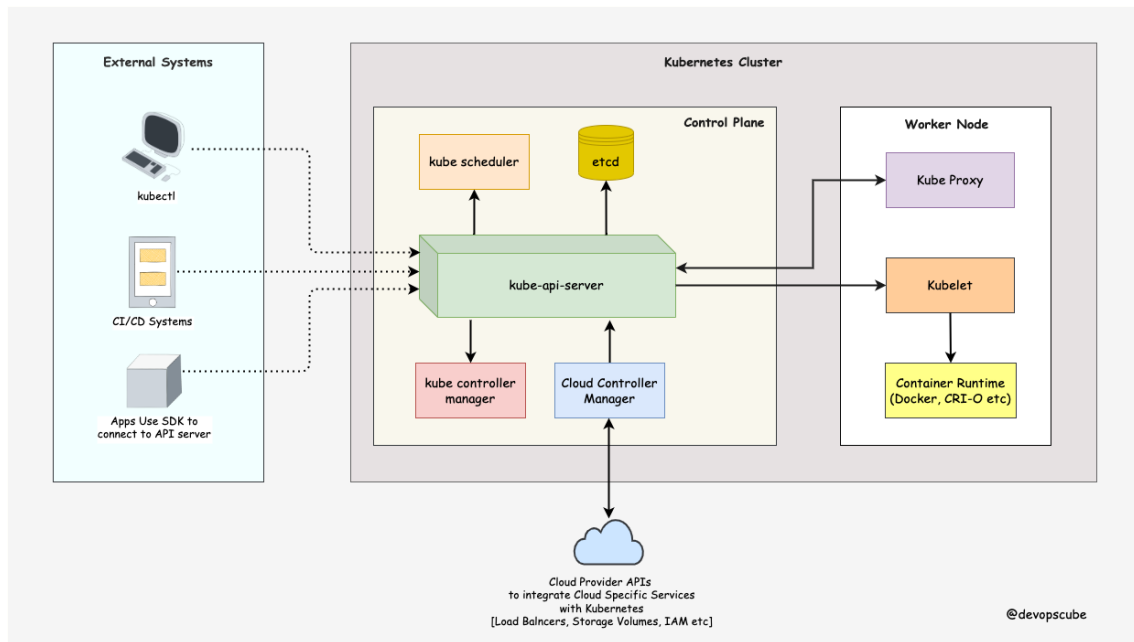 External Systems
kubectl
CI/CD Systems
Apps Use SDK to
connect to API server
Kubernetes Cluster
Control Plane
kube scheduler
etcd
kube-api-server
kube controller
manager
Cloud Controller
Manager
Worker Node
Kube Proxy
Kubelet
Container Runtime
(Docker, CRI-O etc)
Cloud Provider APIs
to integrate Cloud Specific Services
with Kubernetes
[Load Balncers, Storage Volumes, IAM etc]
@devopscube